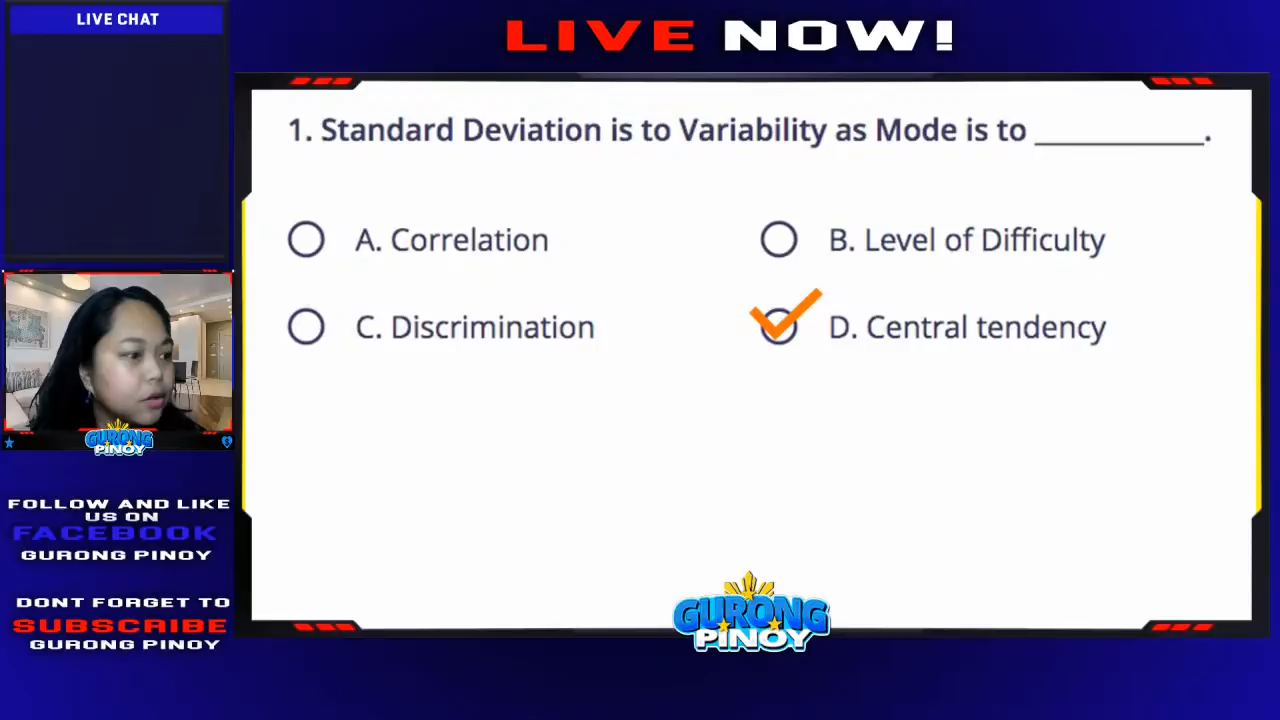 LIVE CHAT
LIVE NOW!
1. Standard Deviation is to Variability as Mode is to ___________.
A. Correlation
B. Level of Difficulty
C. Discrimination
D. Central tendency
GURONG
PINOY
FOLLOW AND LIKE
US ON
FACEBOOK
GURONG PINOY
DONT FORGET TO
SUBSCRIBE
GURONG PINOY
GURONG
PINOY